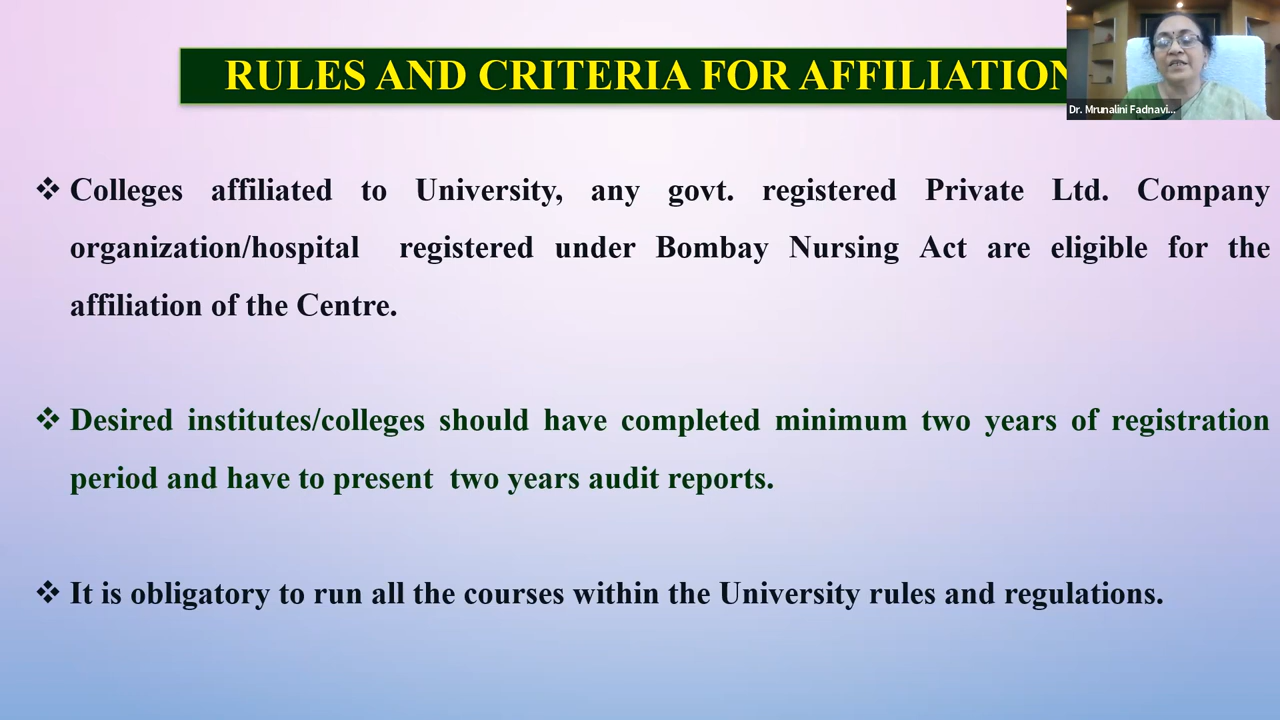 RULES AND CRITERIA FOR AFFILIATION
Dr. Mrunalini Fadnavi...
❖ Colleges affiliated to University, any govt. registered Private Ltd. Company
organization/hospital registered under Bombay Nursing Act are eligible for the
affiliation of the Centre.
❖ Desired institutes/colleges should have completed minimum two years of registration
period and have to present two years audit reports.
❖ It is obligatory to run all the courses within the University rules and regulations.